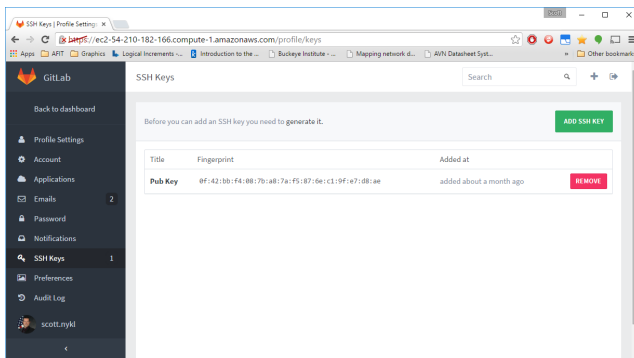 Scott
SSH Keys | Profile Settings
https://ec2-54-210-182-166.compute-1.amazonaws.com/profile/keys
Apps AFIT Graphics Logical Increments -... Introduction to the ... Buckeye Institute - ... Mapping network d... AVN Datasheet Syst... » Other bookmark
GitLab SSH Keys Search
Back to dashboard
Before you can add an SSH key you need to generate it. ADD SSH KEY
Profile Settings
Account
Applications
Emails 2
Password
Notifications
SSH Keys 1
Preferences
Audit Log
scott.nykl
Title Fingerprint Added at
Pub Key 0f:42:bb:f4:08:7b:a8:7a:f5:87:6e:c1:9f:e7:d8:ae added about a month ago REMOVE